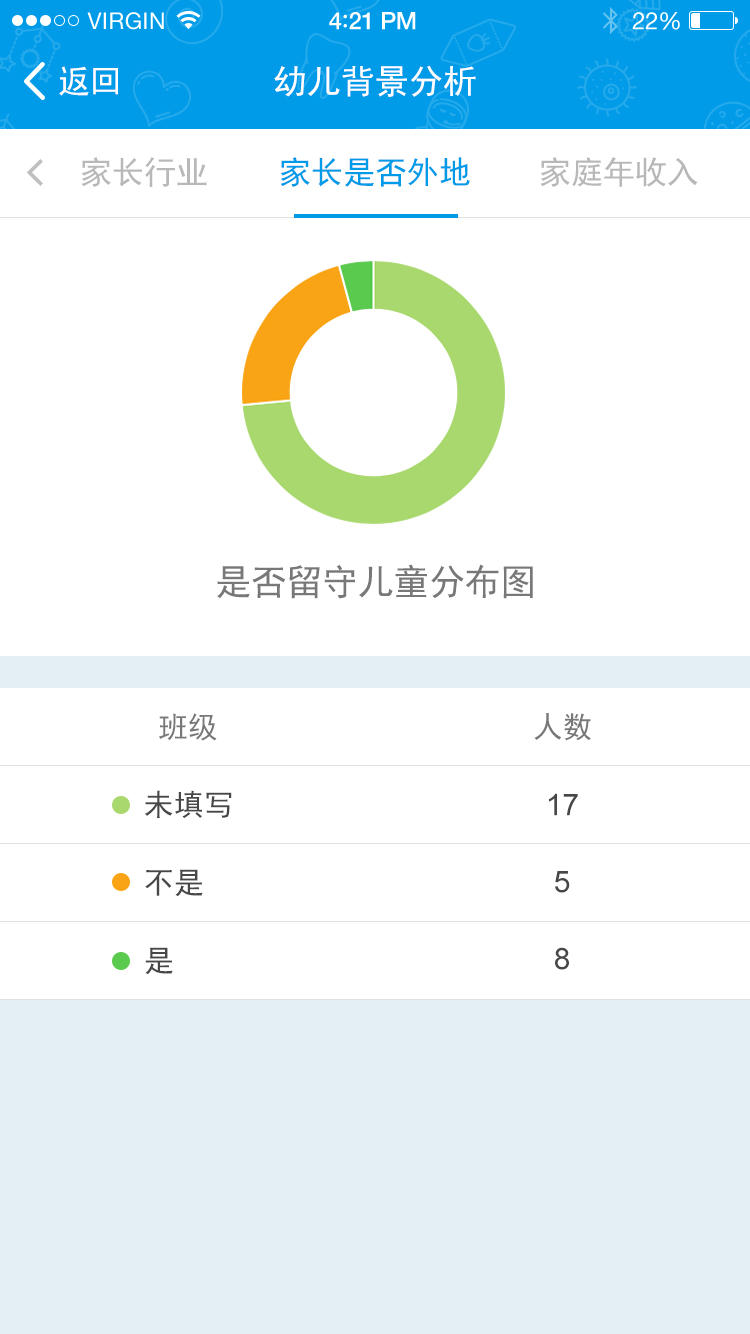 VIRGIN 4:21 PM 22%
返回 幼儿背景分析
家长行业 家长是否外地 家庭年收入
是否留守儿童分布图
班级 人数
未填写 17
不是 5
是 8